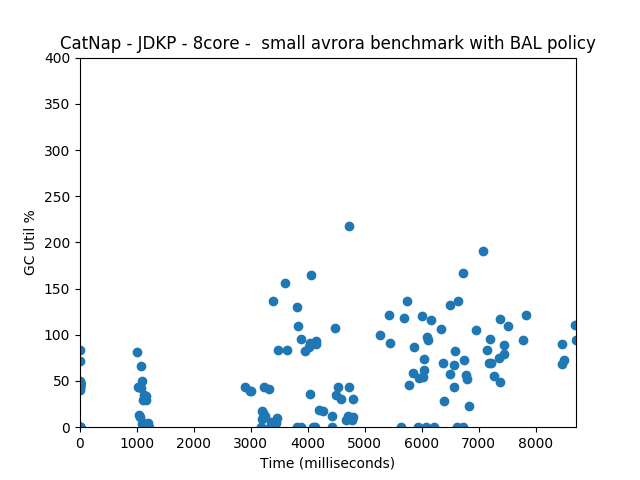 CatNap - JDKP - 8core -  small avrora benchmark with BAL policy
400
350
300
250
200
150
100
50
0
GC Util %
0 1000 2000 3000 4000 5000 6000 7000 8000
Time (milliseconds)